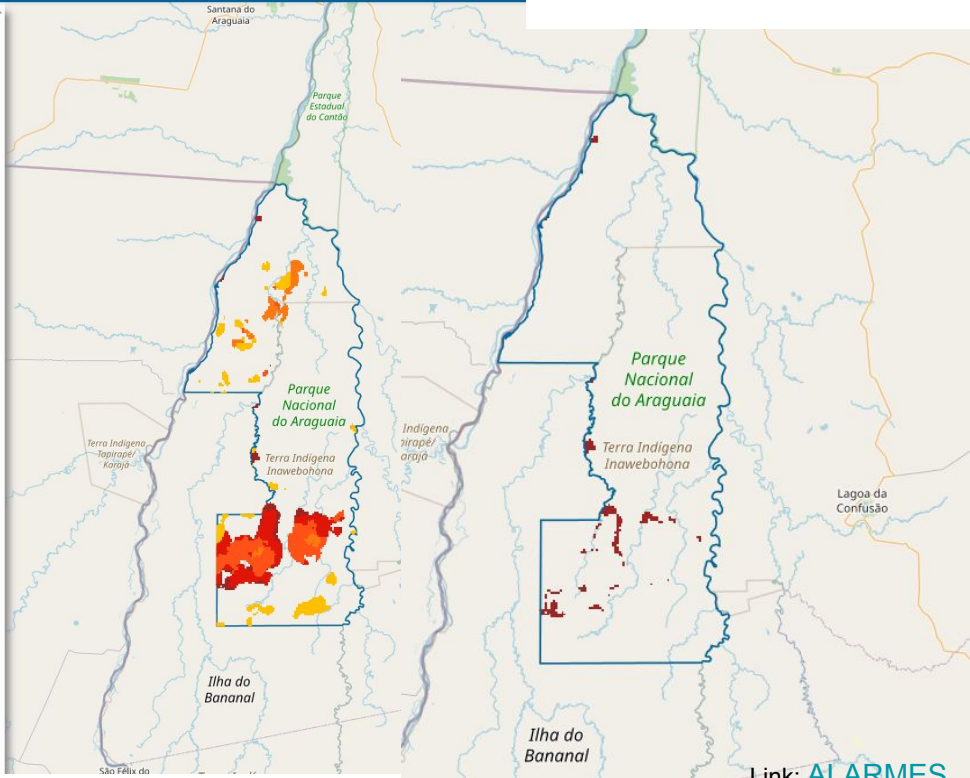 Santana do
Araguaia
Parque
Estadual
do Cantão
Parque
Nacional
do Araguaia
Terra Indígena
Tapirapé/
Karajá
Terra Indígena
Inawebohona
Ilha do
Bananal
São Félix do
Parque
Nacional
do Araguaia
Indígena
Terra Indígena
Inawebohona
Lagoa da
Confusão
Ilha do
Bananal
Link: ALARMES